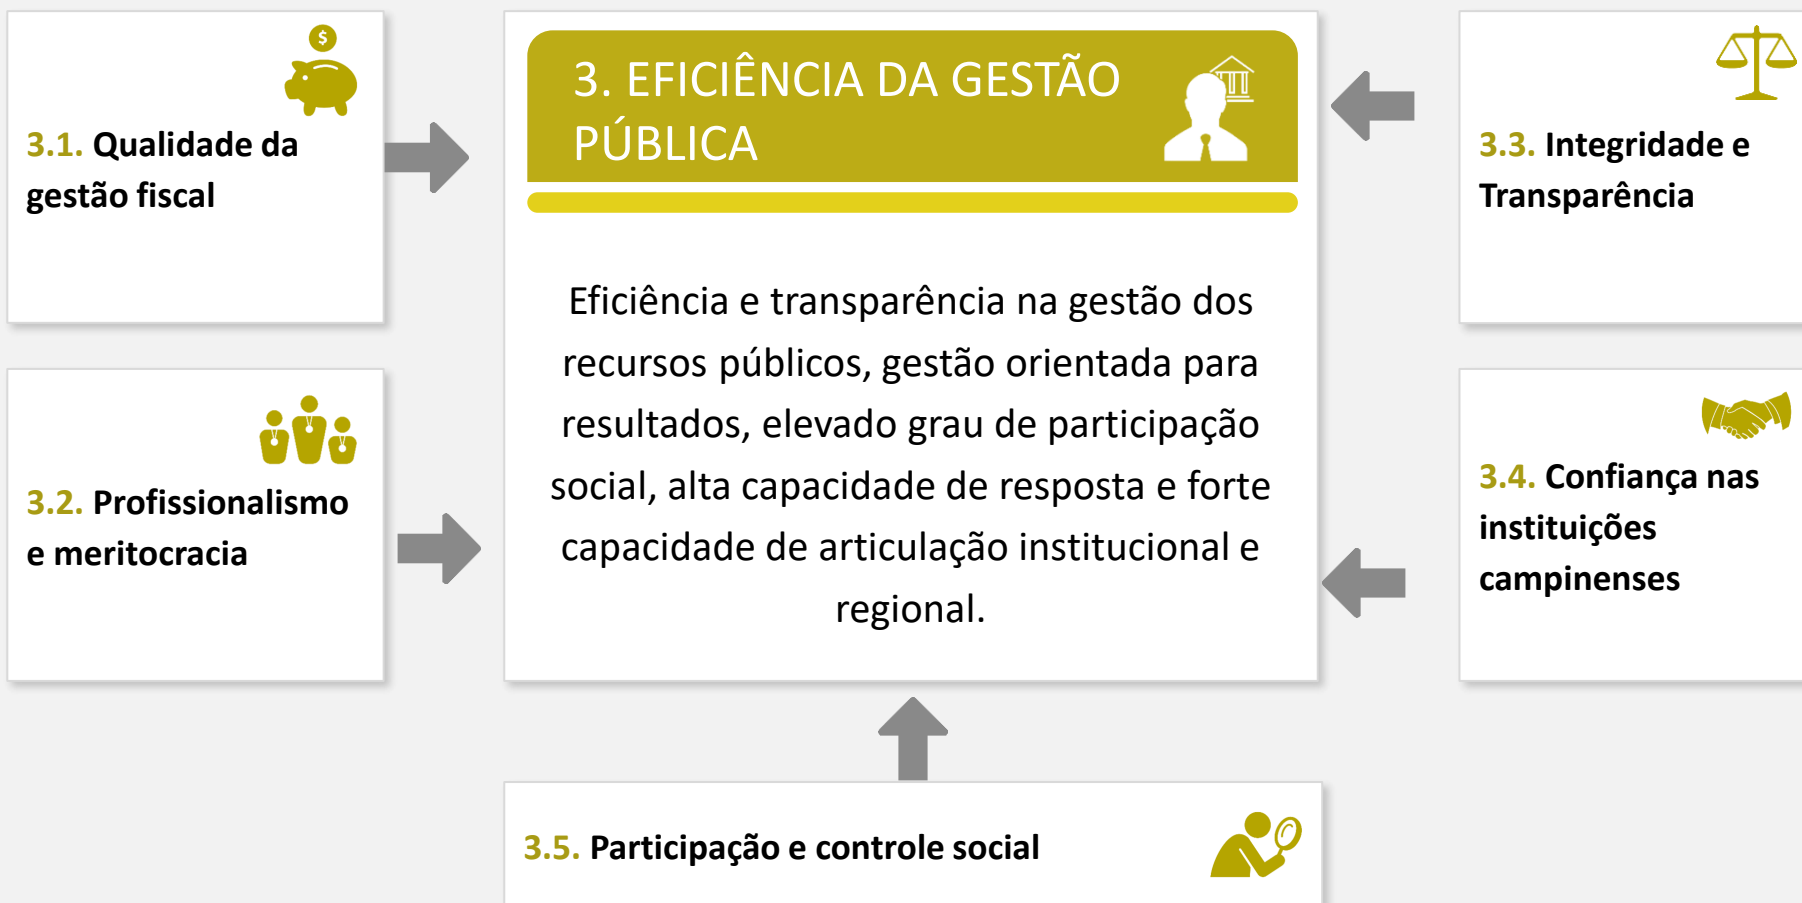 $
3.1. Qualidade da
gestão fiscal
3.2. Profissionalismo
e meritocracia
3. EFICIÊNCIA DA GESTÃO
PÚBLICA
Eficiência e transparência na gestão dos
recursos públicos, gestão orientada para
resultados, elevado grau de participação
social, alta capacidade de resposta e forte
capacidade de articulação institucional e
regional.
3.3. Integridade e
Transparência
3.4. Confiança nas
instituições
campinenses
3.5. Participação e controle social